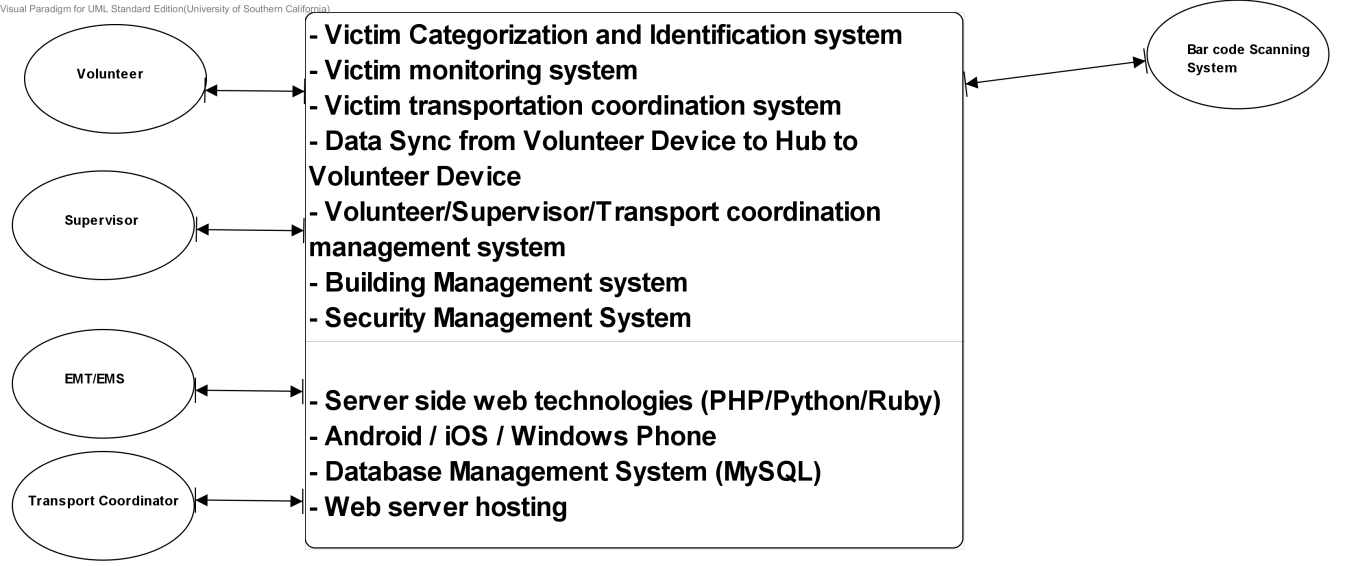 Visual Paradigm for UML Standard Edition(University of Southern California)
Volunteer
Supervisor
EMT/EMS
Transport Coordinator
- Victim Categorization and Identification system
- Victim monitoring system
- Victim transportation coordination system
- Data Sync from Volunteer Device to Hub to
Volunteer Device
- Volunteer/Supervisor/Transport coordination
management system
- Building Management system
- Security Management System
- Server side web technologies (PHP/Python/Ruby)
- Android / iOS / Windows Phone
- Database Management System (MySQL)
- Web server hosting
Bar code Scanning
System